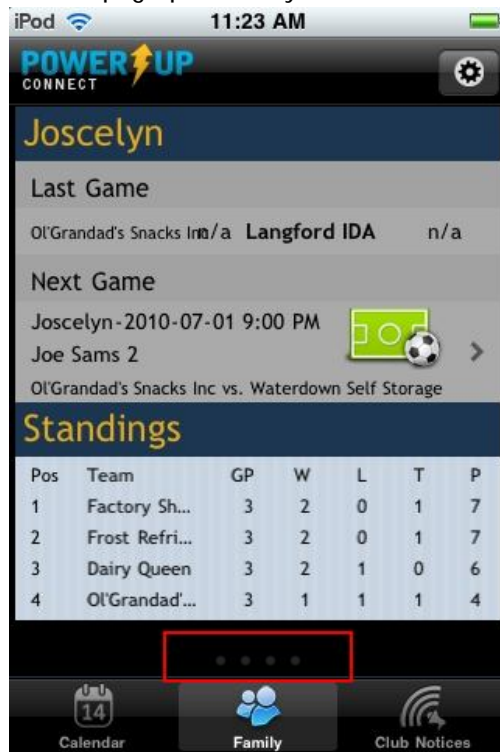 iPod 11:23 AM
POWER UP
CONNECT
Joscelyn
Last Game
Ol'Grandad's Snacks In n/a Langford IDA n/a
Next Game
Joscelyn-2010-07-01 9:00 PM
Joe Sams 2
Ol'Grandad's Snacks Inc vs. Waterdown Self Storage
Standings
Pos Team GP W L T P
1 Factory Sh... 3 2 0 1 7
2 Frost Refri... 3 2 0 1 7
3 Dairy Queen 3 2 1 0 6
4 Ol'Grandad'... 3 1 1 1 4
14
Calendar Family Club Notices